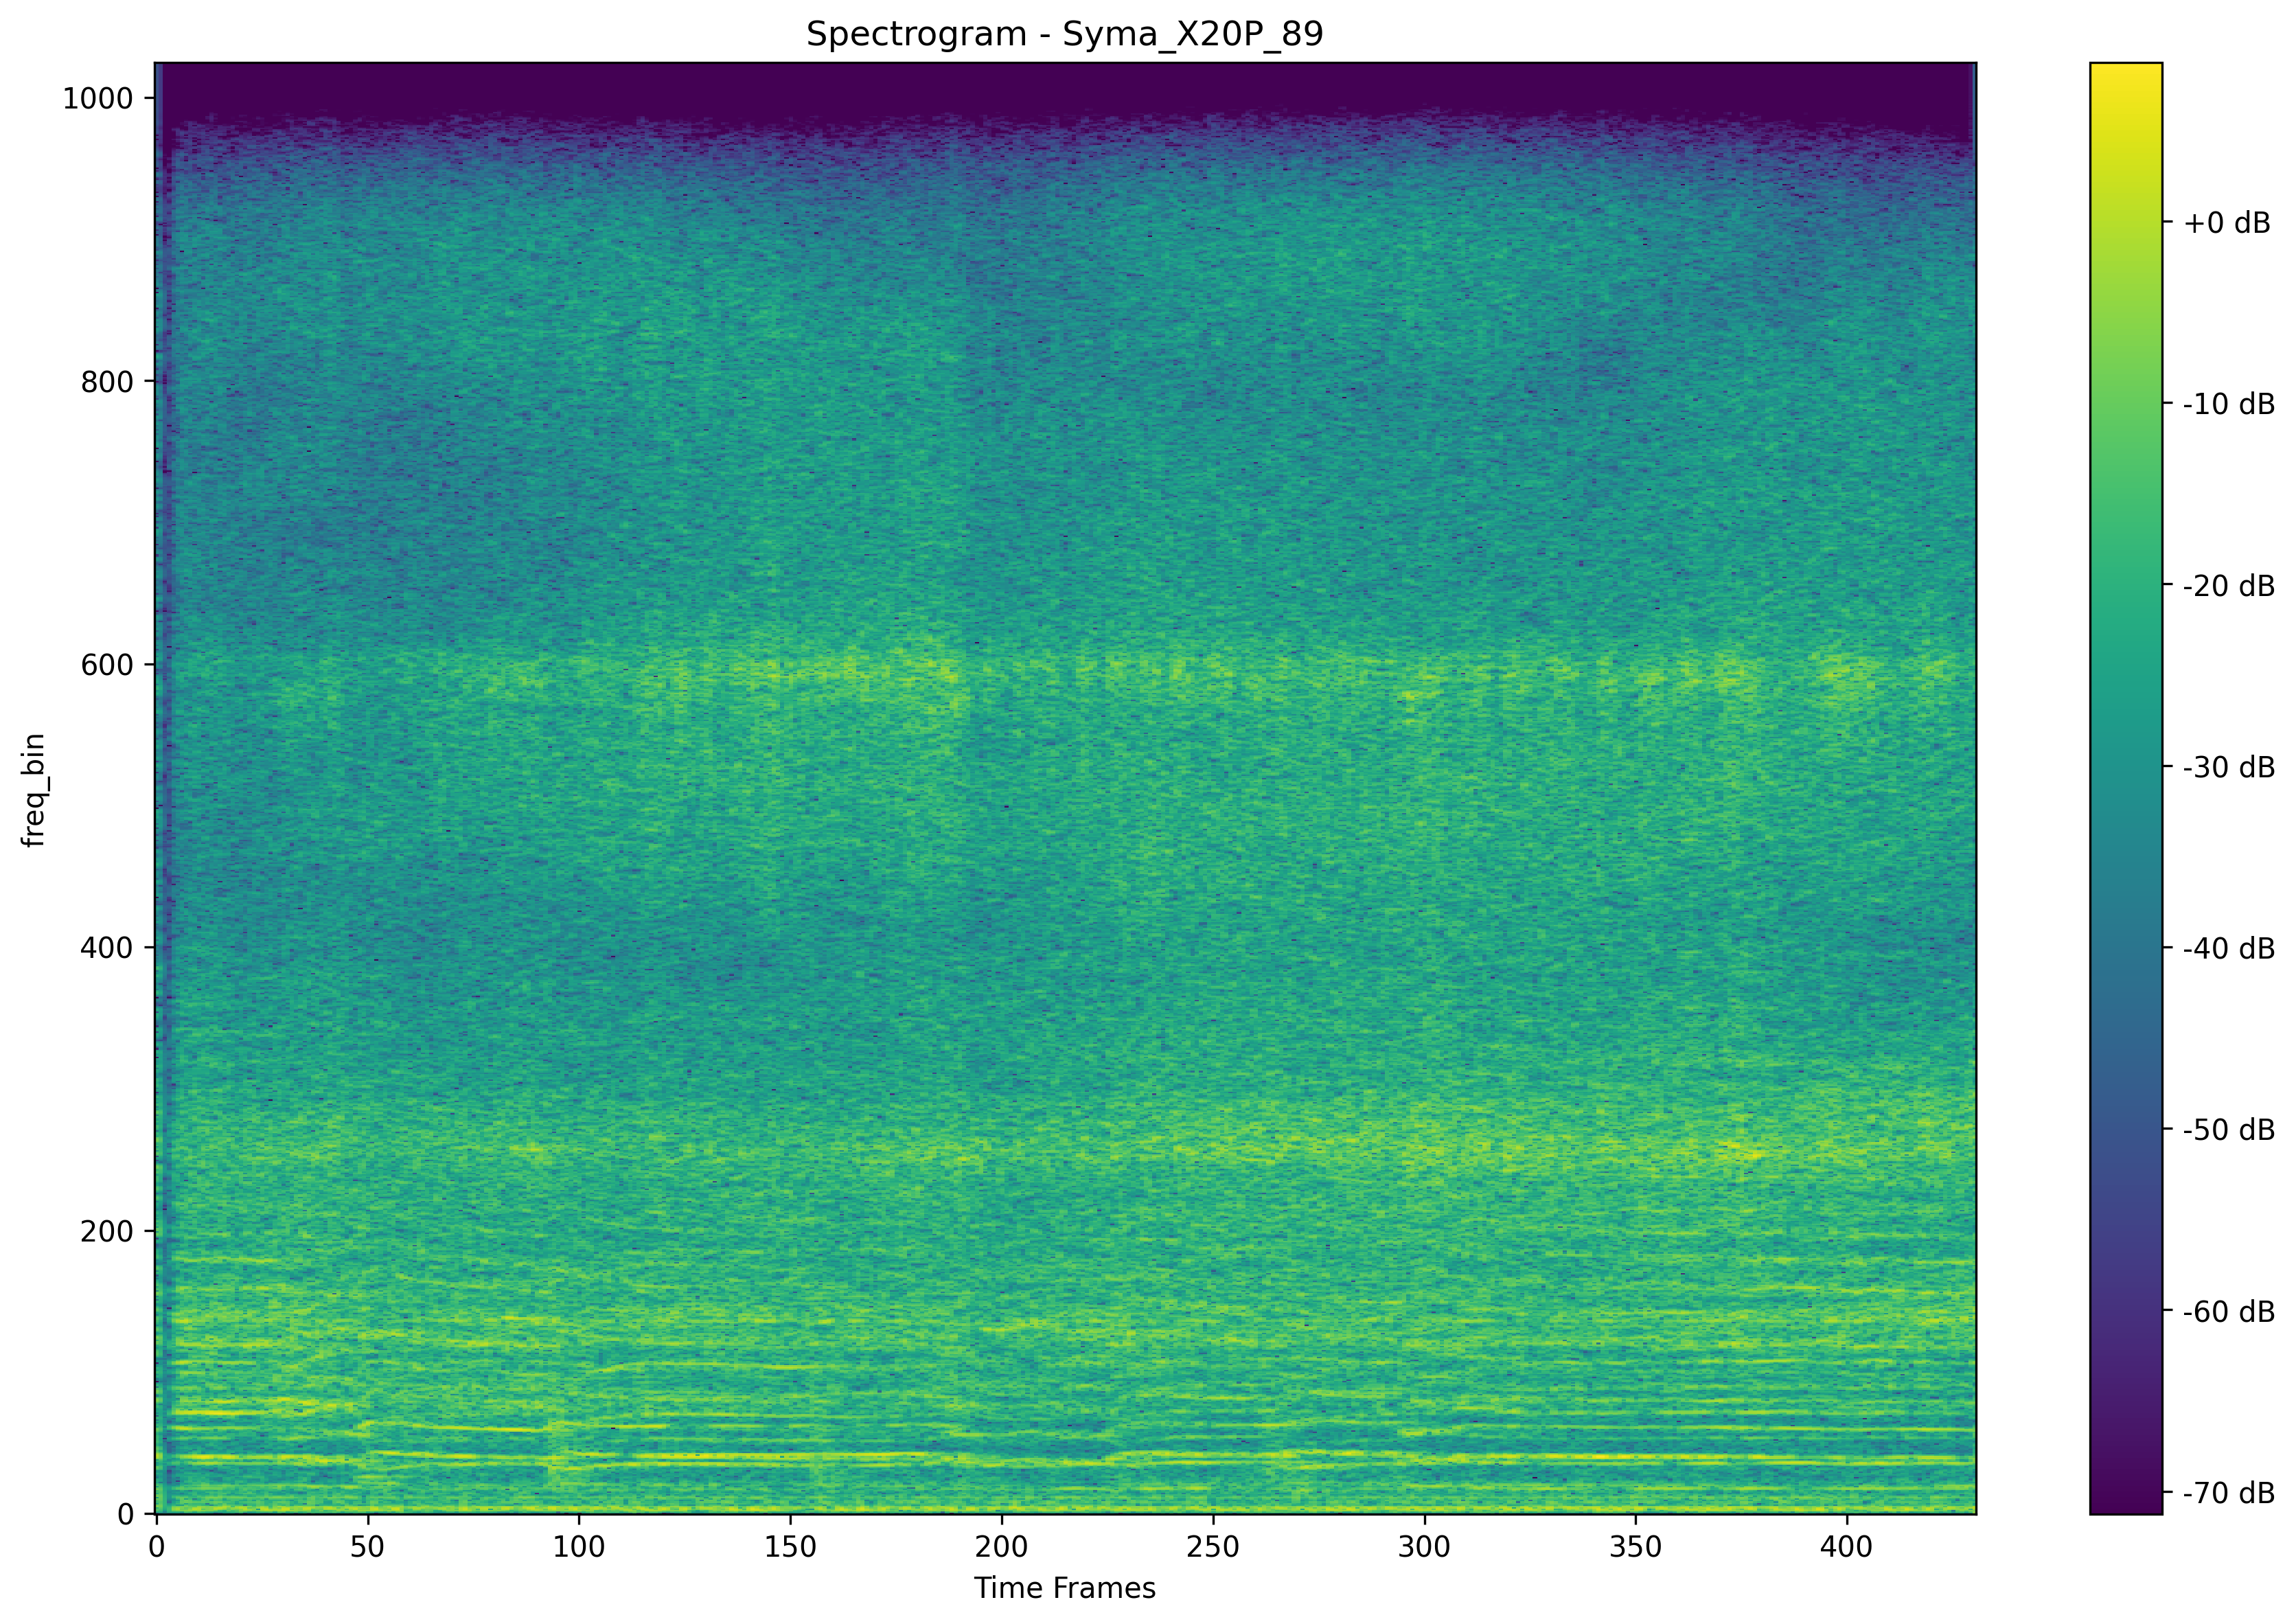 Spectrogram - Syma_X20P_89
freq_bin
1000
800
600
400
200
0
0 50 100 150 200 250 300 350 400
Time Frames
+0 dB
-10 dB
-20 dB
-30 dB
-40 dB
-50 dB
-60 dB
-70 dB